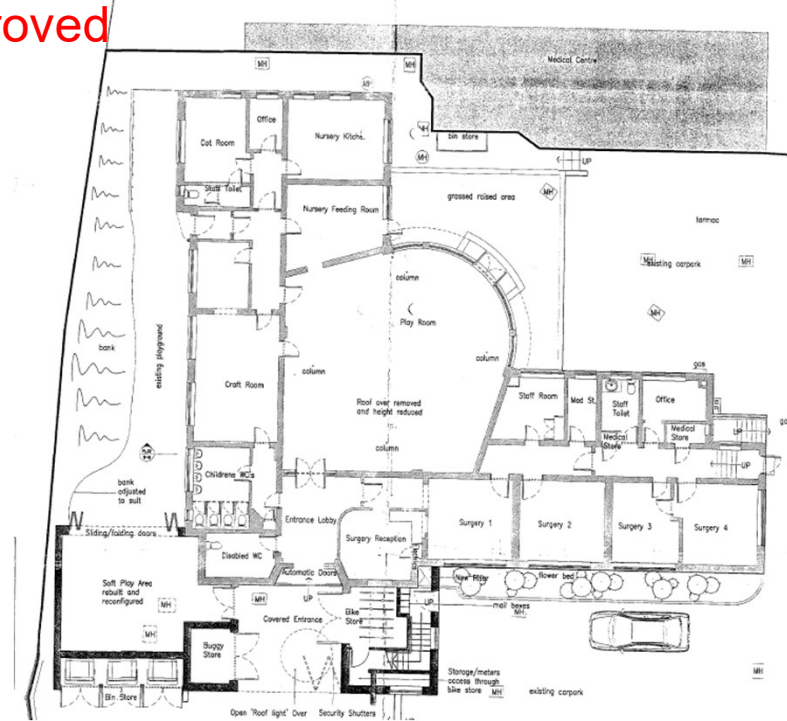 roved
Medical Centre
MH
MH
MH
Cot Room
Office
Nursery Kitche.
MH
bin store
MH
UP
Staff Toilet
Nursery Feeding Room
grassed raised area
MH
tarmac
MH
existing carpark
MH
column
Play Room
MH
bank
existing playground
column
column
gas
Craft Room
Roof over removed
and height reduced
Staff Room
Med St.
Staff
Toilet
Office
Medical
Store
Medical
Store
UP
UP
column
MH
Childrens WC's
bank
adjusted
to suit
Entrance Lobby
Surgery Reception
Surgery 1
Surgery 2
Surgery 3
Surgery 4
Sliding/folding doors
Disabled WC
Automatic Doors
UP
flower bed
Soft Play Area
rebuilt and
reconfigured
MH
MH
MH
Covered Entrance
Bike
Store
UP
mail boxes
MH
Buggy
Store
Bin Store
Storage/meters
access through
bike store
MH
existing carpark
MH
Open "Roof light" Over
Security Shutters
UP